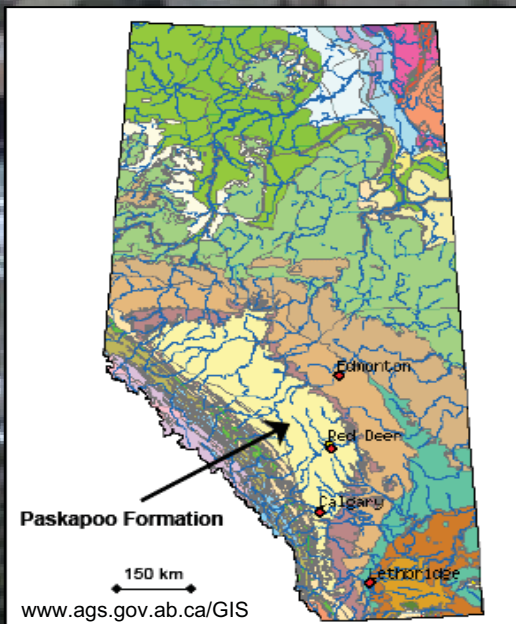 Edmonton
Red Deer
Calgary
Lethbridge
Paskapoo Formation
150 km
www.ags.gov.ab.ca/GIS